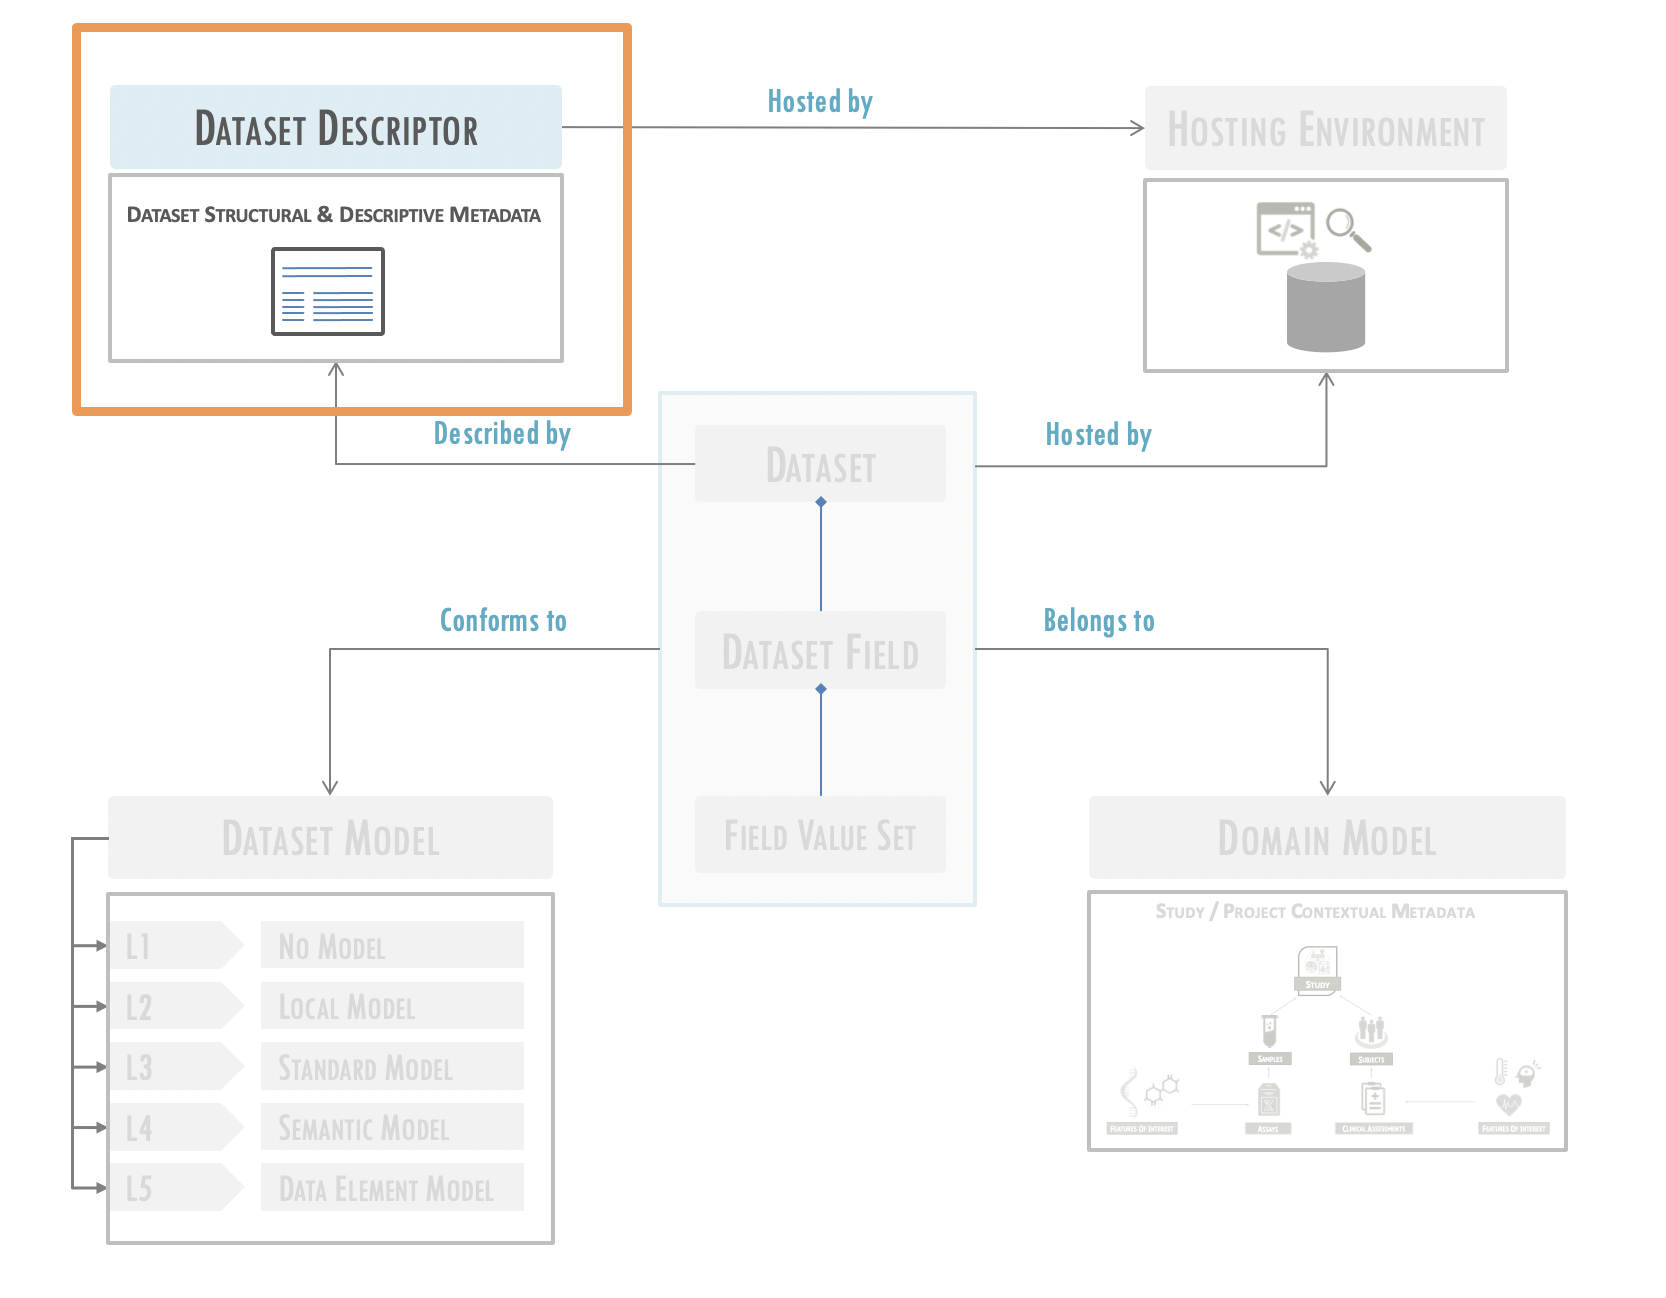 Hosted by
DATASET DESCRIPTOR
HOSTING ENVIRONMENT
DATASET STRUCTURAL & DESCRIPTIVE METADATA
</>
Described by
Hosted by
DATASET
Conforms to
Belongs to
DATASET FIELD
DATASET MODEL
FIELD VALUE SET
DOMAIN MODEL
STUDY / PROJECT CONTEXTUAL METADATA
L1 NO MODEL
L2 LOCAL MODEL
L3 STANDARD MODEL
L4 SEMANTIC MODEL
L5 DATA ELEMENT MODEL
STUDY
SAMPLES
SUBJECTS
FEATURES OF INTEREST
ASSAYS
CLINICAL ASSESEMENTS
FEATURES OF INTEREST